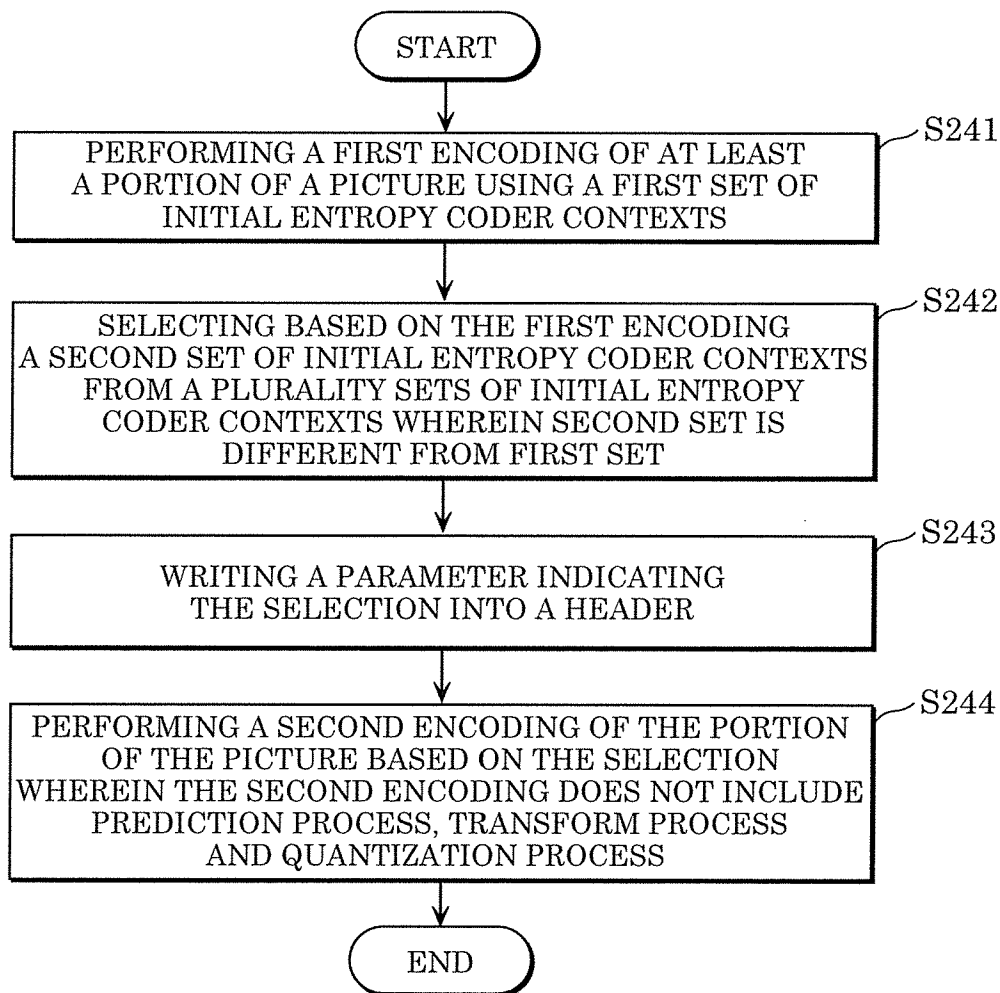 START
S241
PERFORMING A FIRST ENCODING OF AT LEAST
A PORTION OF A PICTURE USING A FIRST SET OF
INITIAL ENTROPY CODER CONTEXTS
S242
SELECTING BASED ON THE FIRST ENCODING
A SECOND SET OF INITIAL ENTROPY CODER CONTEXTS
FROM A PLURALITY SETS OF INITIAL ENTROPY
CODER CONTEXTS WHEREIN SECOND SET IS
DIFFERENT FROM FIRST SET
S243
WRITING A PARAMETER INDICATING
THE SELECTION INTO A HEADER
S244
PERFORMING A SECOND ENCODING OF THE PORTION
OF THE PICTURE BASED ON THE SELECTION
WHEREIN THE SECOND ENCODING DOES NOT INCLUDE
PREDICTION PROCESS, TRANSFORM PROCESS
AND QUANTIZATION PROCESS
END